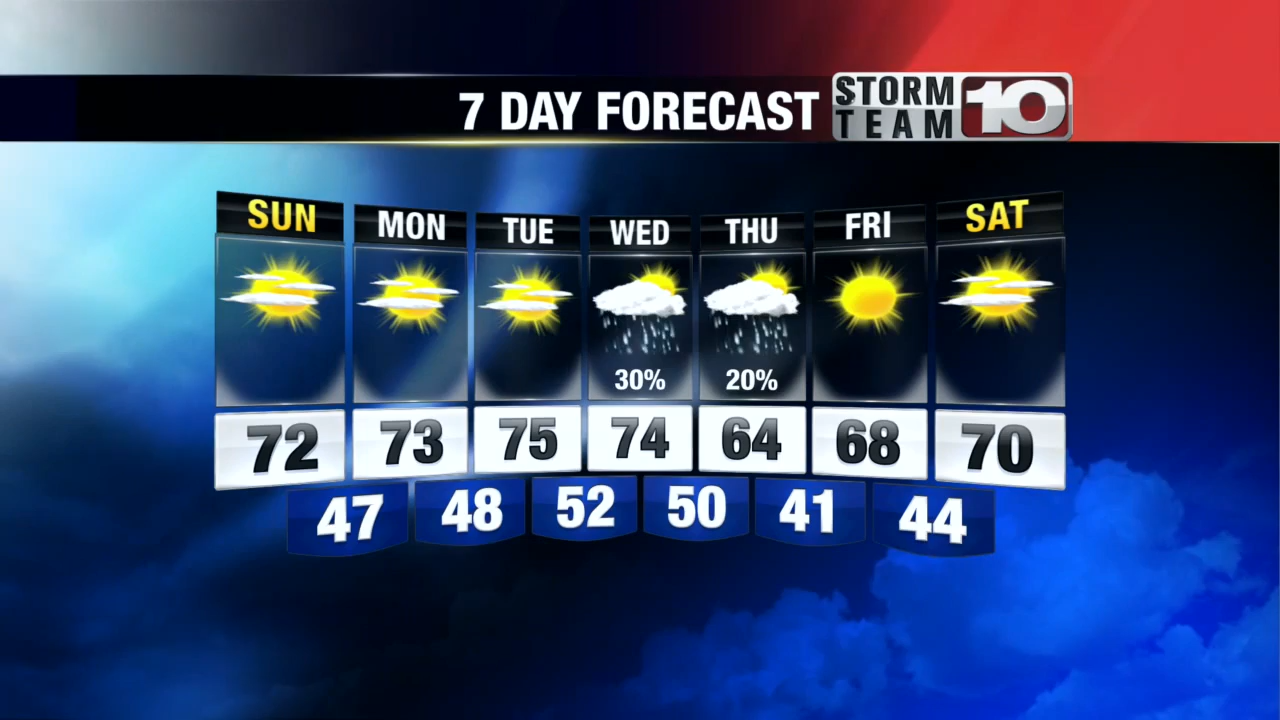 7 DAY FORECAST
STORM TEAM 10
SUN MON TUE WED THU FRI SAT
30% 20%
72 73 75 74 64 68 70
47 48 52 50 41 44